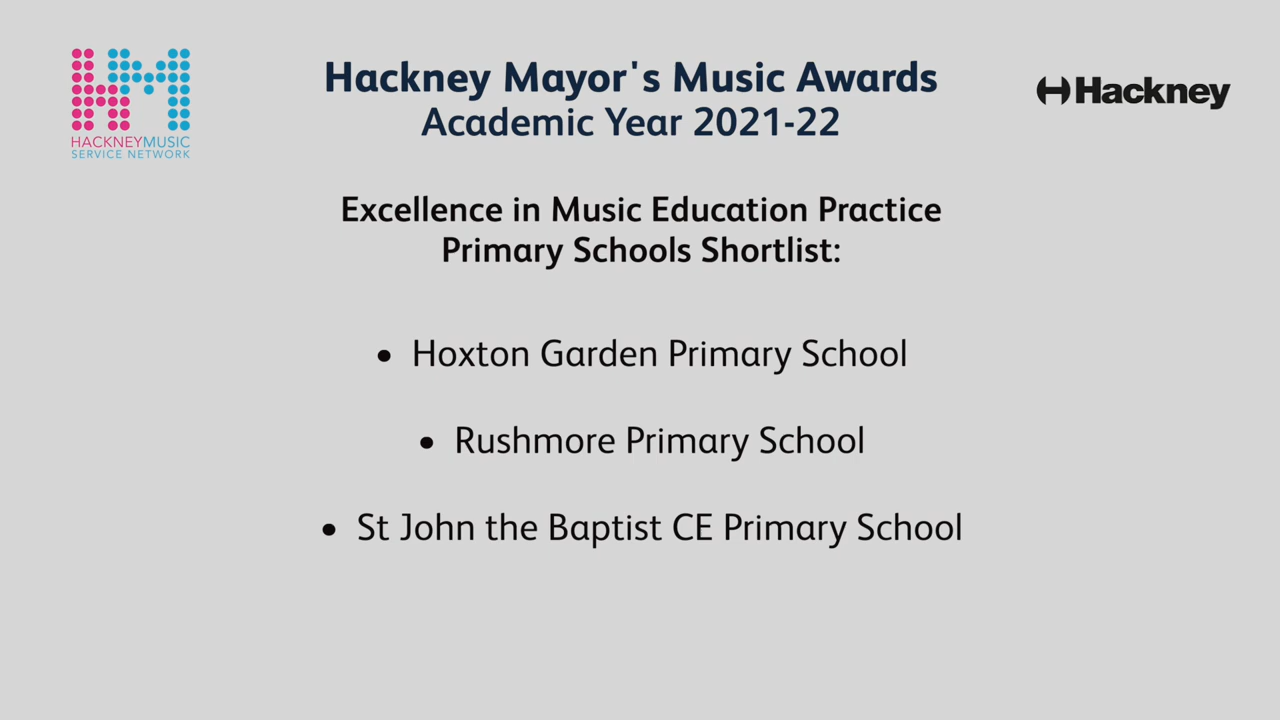 HM
HACKNEYMUSIC
SERVICE NETWORK
Hackney Mayor's Music Awards
Academic Year 2021-22
Hackney
Excellence in Music Education Practice
Primary Schools Shortlist:
• Hoxton Garden Primary School
• Rushmore Primary School
• St John the Baptist CE Primary School